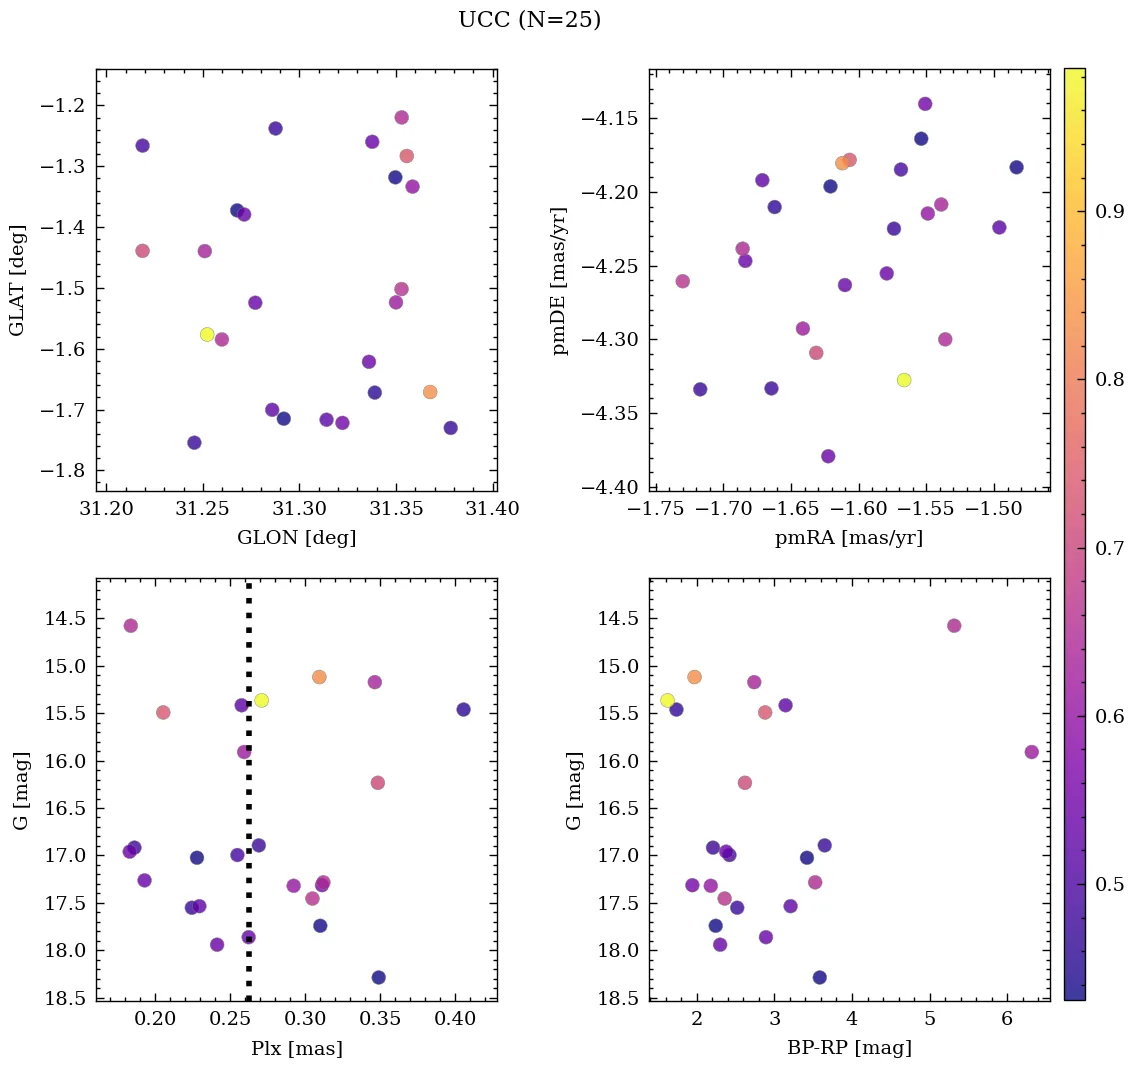 UCC (N=25)
−1.2
−1.3
−1.4
−1.5
−1.6
−1.7
−1.8
GLAT [deg]
31.20 31.25 31.30 31.35 31.40
GLON [deg]
−4.15
−4.20
−4.25
−4.30
−4.35
−4.40
pmDE [mas/yr]
−1.75 −1.70 −1.65 −1.60 −1.55 −1.50
pmRA [mas/yr]
0.9
0.8
0.7
0.6
0.5
14.5
15.0
15.5
16.0
16.5
17.0
17.5
18.0
18.5
G [mag]
0.20 0.25 0.30 0.35 0.40
Plx [mas]
14.5
15.0
15.5
16.0
16.5
17.0
17.5
18.0
18.5
G [mag]
2 3 4 5 6
BP-RP [mag]